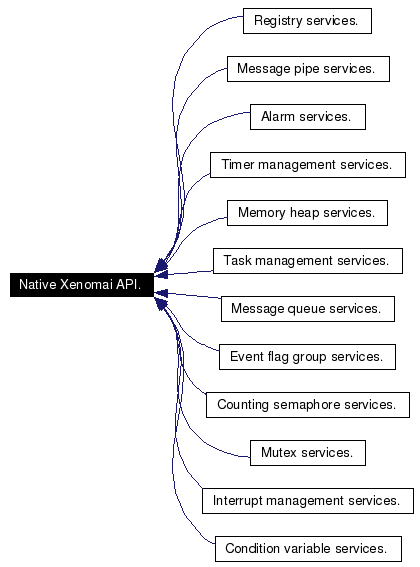 Registry services.
Message pipe services.
Alarm services.
Timer management services.
Memory heap services.
Task management services.
Native Xenomai API.
Message queue services.
Event flag group services.
Counting semaphore services.
Mutex services.
Interrupt management services.
Condition variable services.